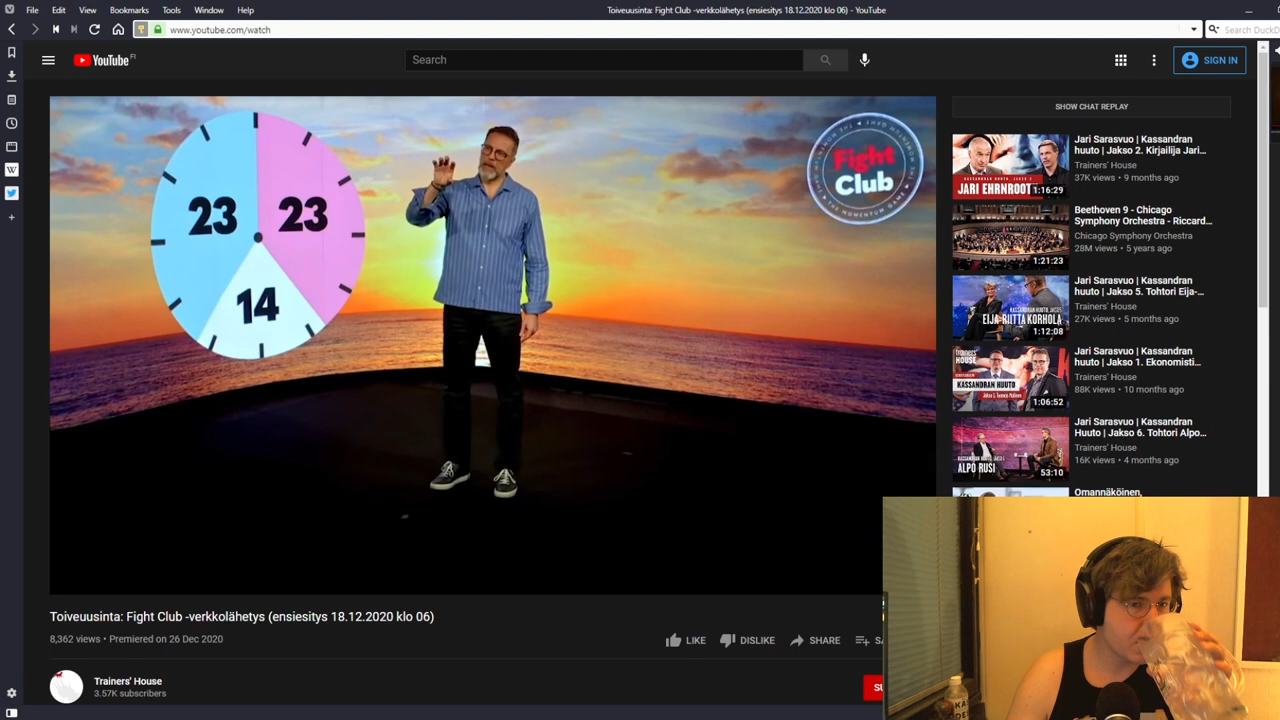 File Edit View Bookmarks Tools Window Help
Toiveuusinta: Fight Club -verkkolähetys (ensiesitys 18.12.2020 klo 06) - YouTube
www.youtube.com/watch
Search DuckD
YouTube FI
Search
SIGN IN
23
23
14
Fight
Club
THE MOMENTUM GAME
SHOW CHAT REPLAY
Jari Sarasvuo | Kassandran
huuto | Jakso 2. Kirjailija Jari...
Trainers' House
37K views • 9 months ago
JARI EHRNROOT
1:16:29
Beethoven 9 - Chicago
Symphony Orchestra - Riccard...
Chicago Symphony Orchestra
28M views • 5 years ago
1:21:23
Jari Sarasvuo | Kassandran
huuto | Jakso 5. Tohtori Eija-...
Trainers' House
27K views • 5 months ago
EIJA-RIITTA KORHOLA
1:12:08
Jari Sarasvuo | Kassandran
huuto | Jakso 1. Ekonomisti...
Trainers' House
88K views • 10 months ago
KASSANDRAN HUUTO
1:06:52
Jari Sarasvuo | Kassandran
Huuto | Jakso 6. Tohtori Alpo...
Trainers' House
16K views • 4 months ago
ALPO RUSI
53:10
Omannäköinen,
Toiveuusinta: Fight Club -verkkolähetys (ensiesitys 18.12.2020 klo 06)
8,362 views • Premiered on 26 Dec 2020
LIKE DISLIKE SHARE SA
Trainers' House
3.57K subscribers
SU